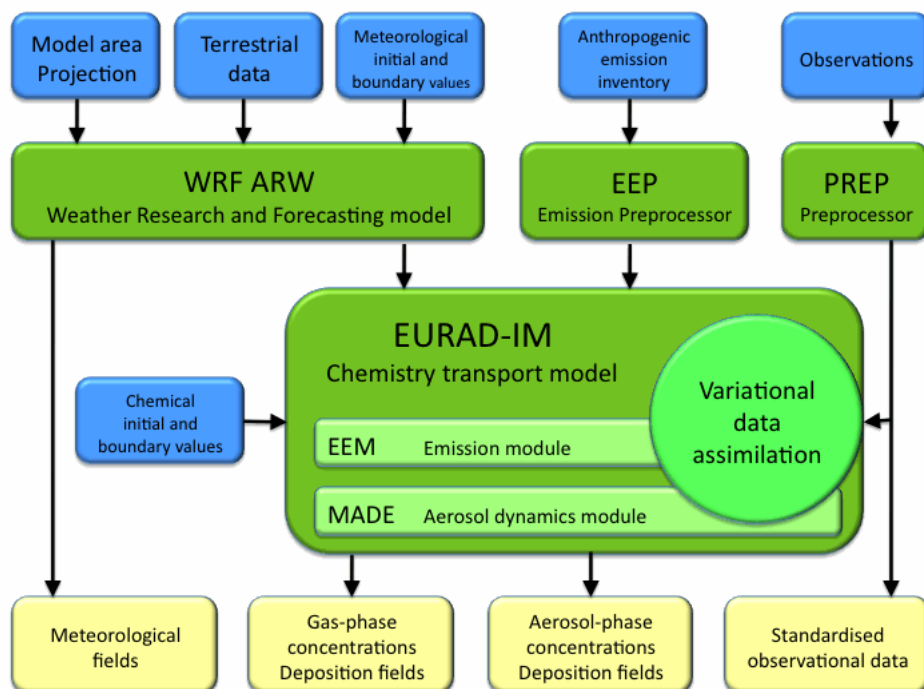 Model area
Projection
Terrestrial
data
Meteorological
initial and
boundary values
Anthropogenic
emission
inventory
Observations
WRF ARW
Weather Research and Forecasting model
EEP
Emission Preprocessor
PREP
Preprocessor
EURAD-IM
Chemistry transport model
Chemical
initial and
boundary values
Variational
data
assimilation
EEM Emission module
MADE Aerosol dynamics module
Meteorological
fields
Gas-phase
concentrations
Deposition fields
Aerosol-phase
concentrations
Deposition fields
Standardised
observational data